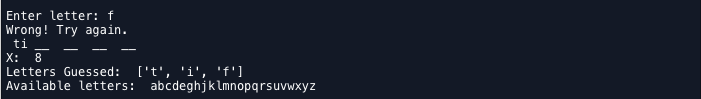 Enter letter: f
Wrong! Try again.
ti __  __  __  __
X:  8
Letters Guessed:  ['t', 'i', 'f']
Available letters:  abcdeghjklmnopqrsuvwxyz